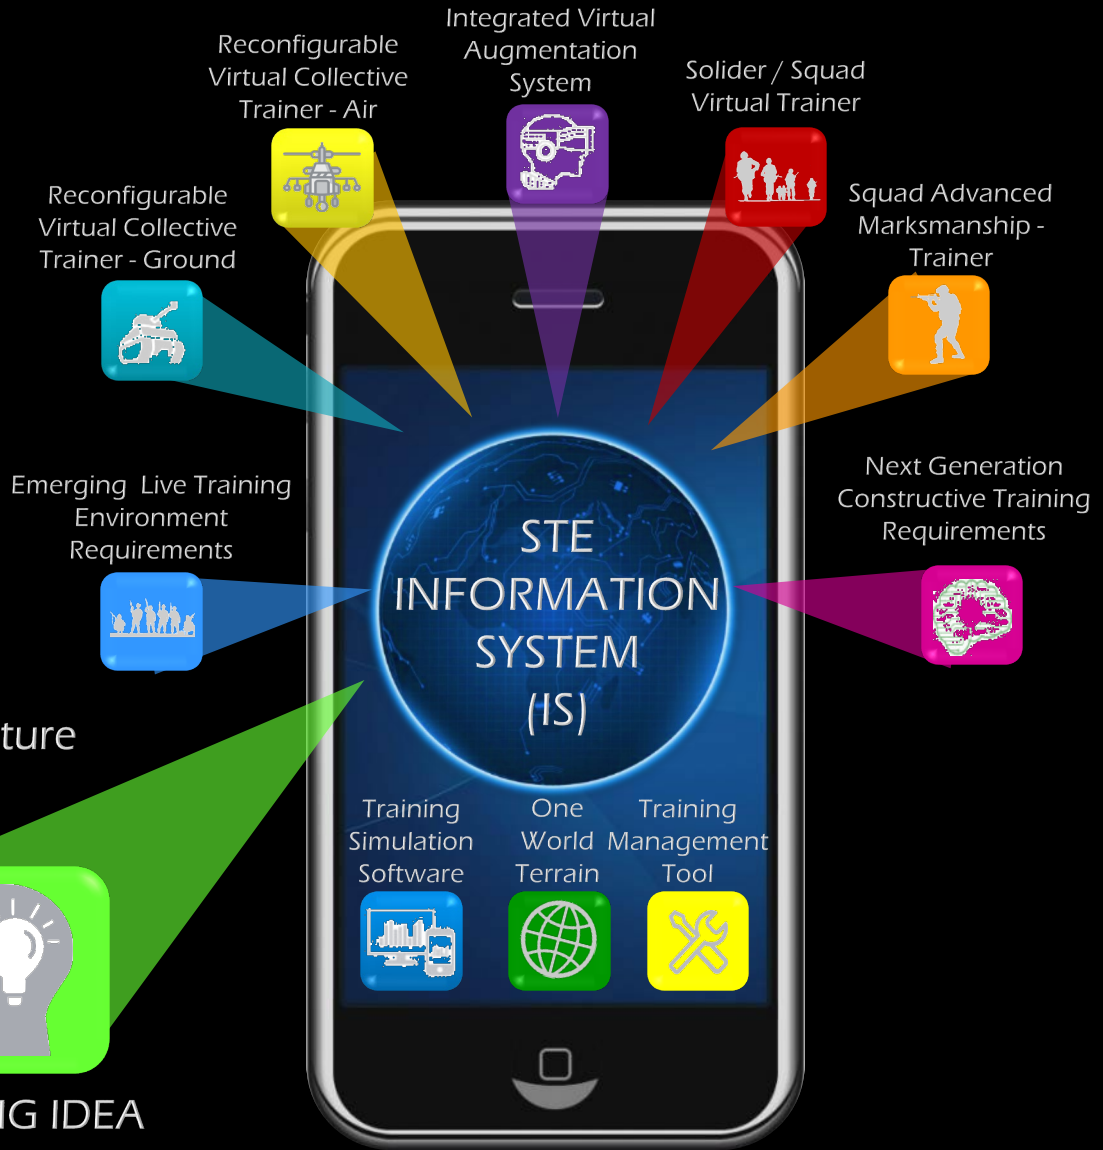 Integrated Virtual
Augmentation
System
Reconfigurable
Virtual Collective
Trainer - Air
Solider / Squad
Virtual Trainer
Reconfigurable
Virtual Collective
Trainer - Ground
Squad Advanced
Marksmanship -
Trainer
Emerging Live Training
Environment
Requirements
Next Generation
Constructive Training
Requirements
STE
INFORMATION
SYSTEM
(IS)
Training
Simulation
Software
One
World
Terrain
Training
Management
Tool
IDEA